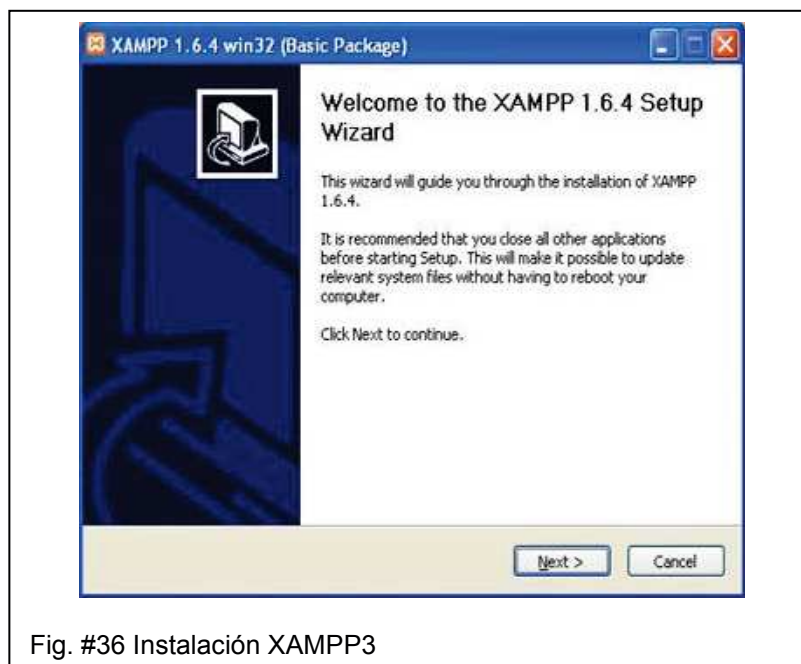 XAMPP 1.6.4 win32 (Basic Package)
Welcome to the XAMPP 1.6.4 Setup
Wizard
This wizard will guide you through the installation of XAMPP
1.6.4.
It is recommended that you close all other applications
before starting Setup. This will make it possible to update
relevant system files without having to reboot your
computer.
Click Next to continue.
Next >
Cancel
Fig. #36 Instalación XAMPP3